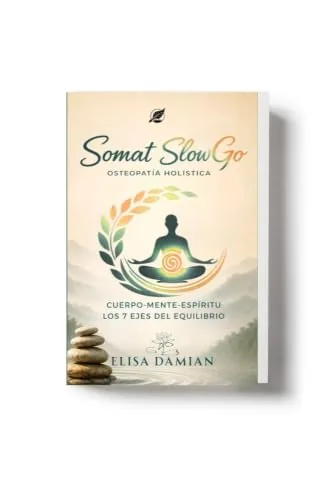 Somat SlowGo
OSTEOPATÍA HOLÍSTICA
CUERPO-MENTE-ESPÍRITU
LOS 7 EJES DEL EQUILIBRIO
ELISA DAMIAN